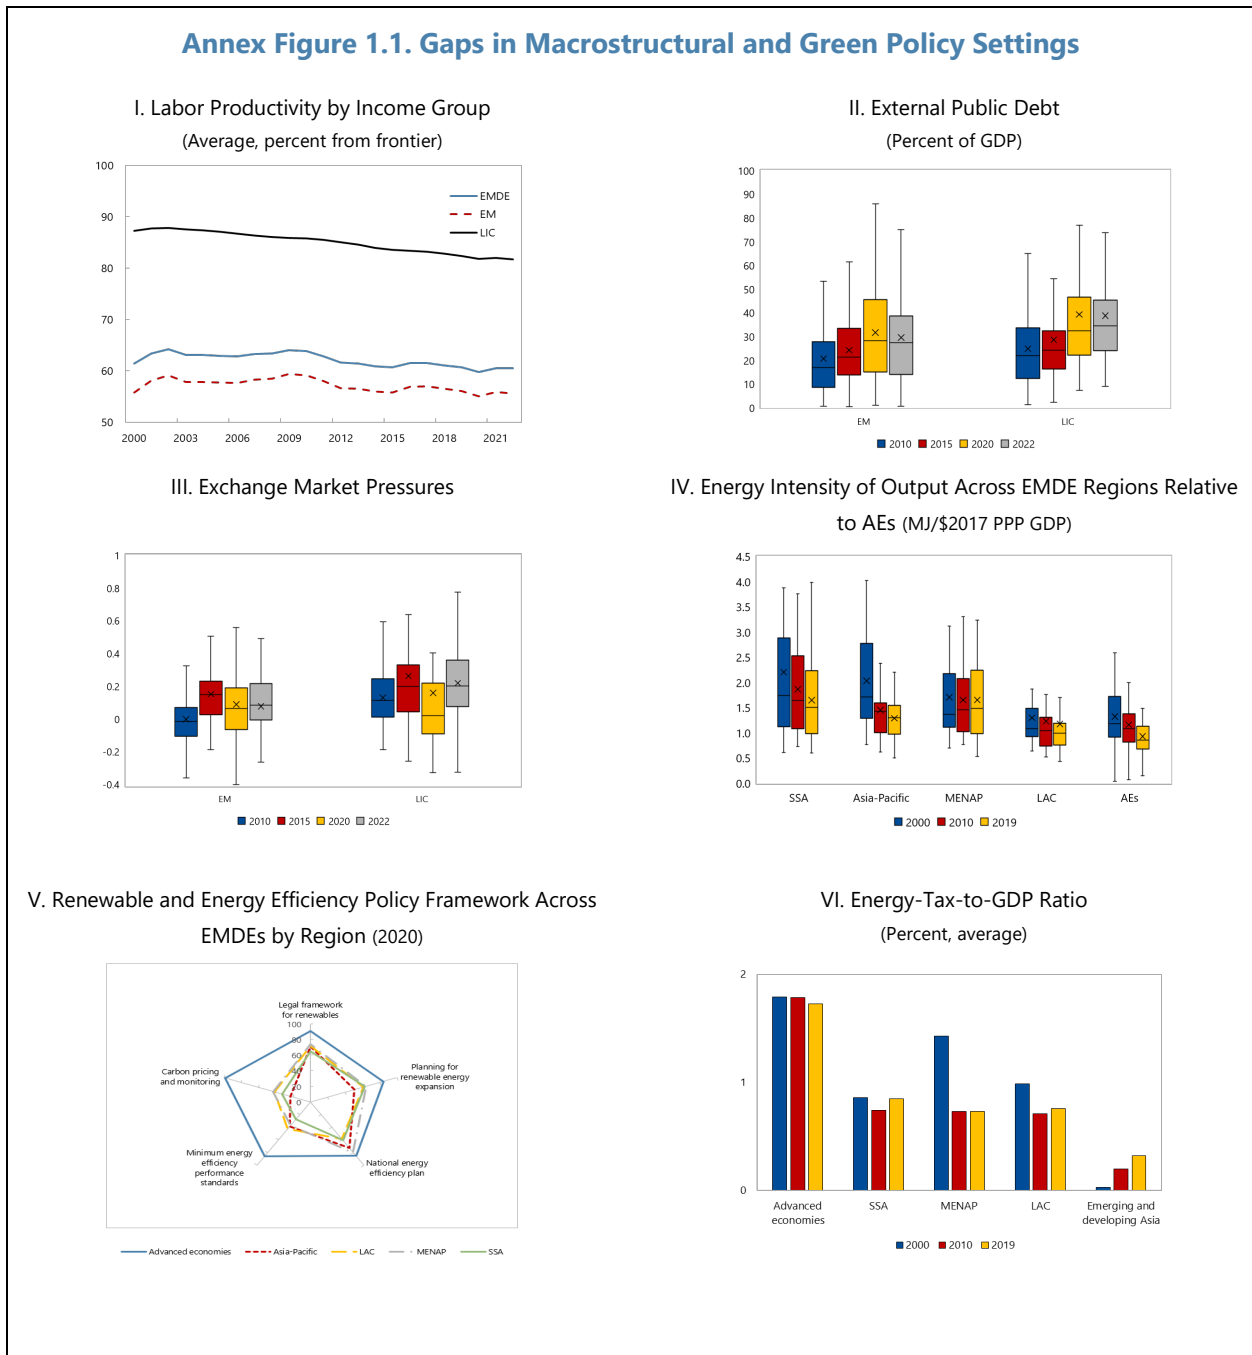 Annex Figure 1.1. Gaps in Macrostructural and Green Policy Settings
I. Labor Productivity by Income Group
(Average, percent from frontier)
100
90
80
70
60
50
EMDE
EM
LIC
2000 2003 2006 2009 2012 2015 2018 2021
II. External Public Debt
(Percent of GDP)
100
90
80
70
60
50
40
30
20
10
0
EM LIC
2010 2015 2020 2022
III. Exchange Market Pressures
1
0.8
0.6
0.4
0.2
0
-0.2
-0.4
EM LIC
2010 2015 2020 2022
IV. Energy Intensity of Output Across EMDE Regions Relative
to AEs (MJ/$2017 PPP GDP)
4.5
4.0
3.5
3.0
2.5
2.0
1.5
1.0
0.5
0.0
SSA Asia-Pacific MENAP LAC AEs
2000 2010 2019
V. Renewable and Energy Efficiency Policy Framework Across
EMDEs by Region (2020)
Legal framework
for renewables
100
80
60
40
20
0
Planning for
renewable energy
expansion
National energy
efficiency plan
Minimum energy
efficiency
performance
standards
Carbon pricing
and monitoring
Advanced economies Asia-Pacific LAC MENAP SSA
VI. Energy-Tax-to-GDP Ratio
(Percent, average)
2
1
0
Advanced
economies
SSA
MENAP
LAC
Emerging and
developing Asia
2000 2010 2019